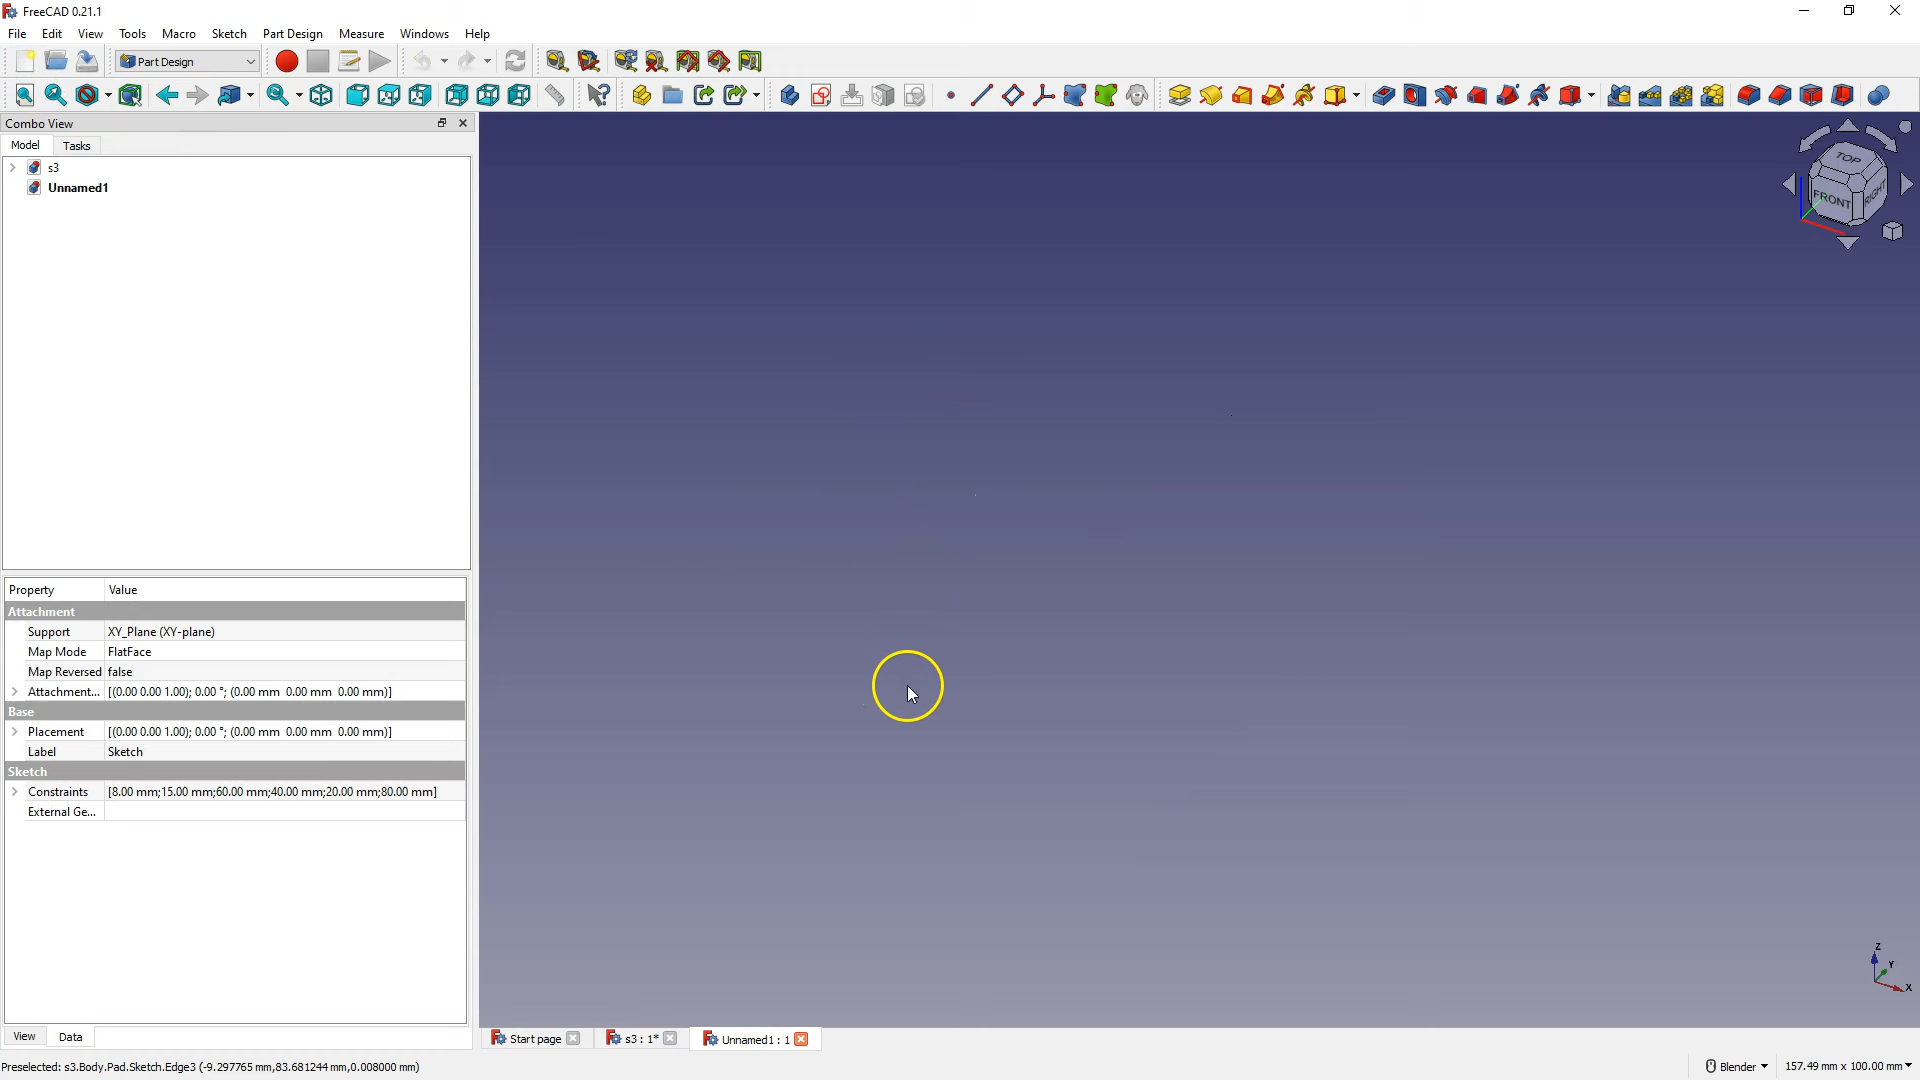 FreeCAD 0.21.1
File Edit View Tools Macro Sketch Part Design Measure Windows Help
Part Design
Combo View
Model Tasks
s3
Unnamed1
TOP
FRONT
RIGHT
Property Value
Attachment
Support XY_Plane (XY-plane)
Map Mode FlatFace
Map Reversed false
Attachment... [(0.00 0.00 1.00); 0.00 °; (0.00 mm 0.00 mm 0.00 mm)]
Base
Placement [(0.00 0.00 1.00); 0.00 °; (0.00 mm 0.00 mm 0.00 mm)]
Label Sketch
Sketch
Constraints [8.00 mm;15.00 mm;60.00 mm;40.00 mm;20.00 mm;80.00 mm]
External Ge...
Z
Y
X
View Data
Start page s3 : 1* Unnamed1 : 1
Preselected: s3.Body.Pad.Sketch.Edge3 (-9.297765 mm,83.681244 mm,0.008000 mm)
Blender 157.49 mm x 100.00 mm